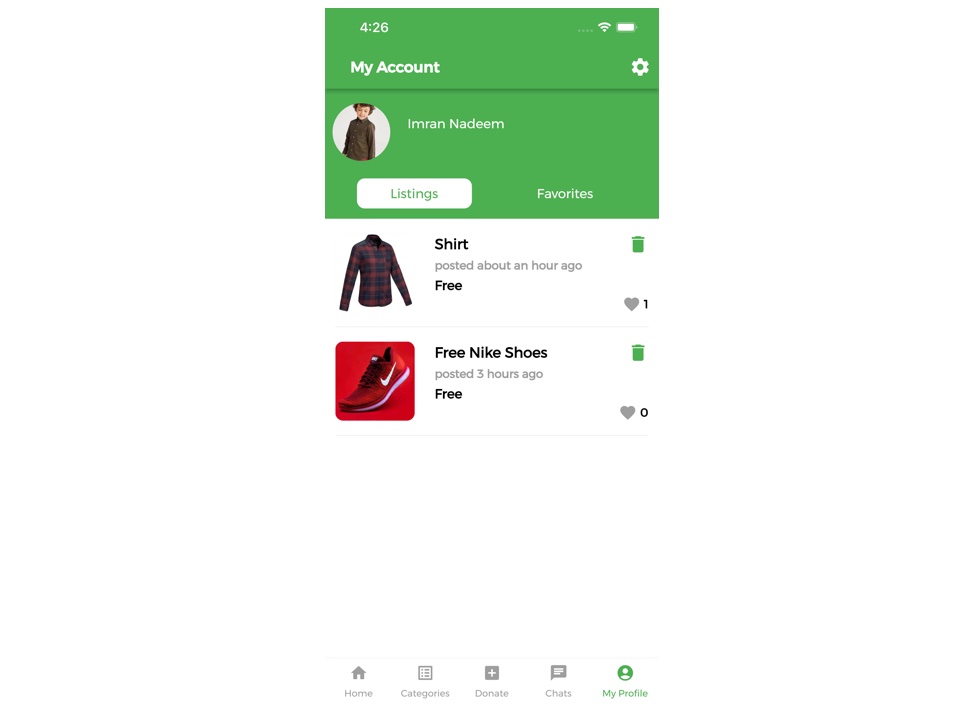 4:26
My Account
Imran Nadeem
Listings
Favorites
Shirt
posted about an hour ago
Free
1
Free Nike Shoes
posted 3 hours ago
Free
0
Home
Categories
Donate
Chats
My Profile